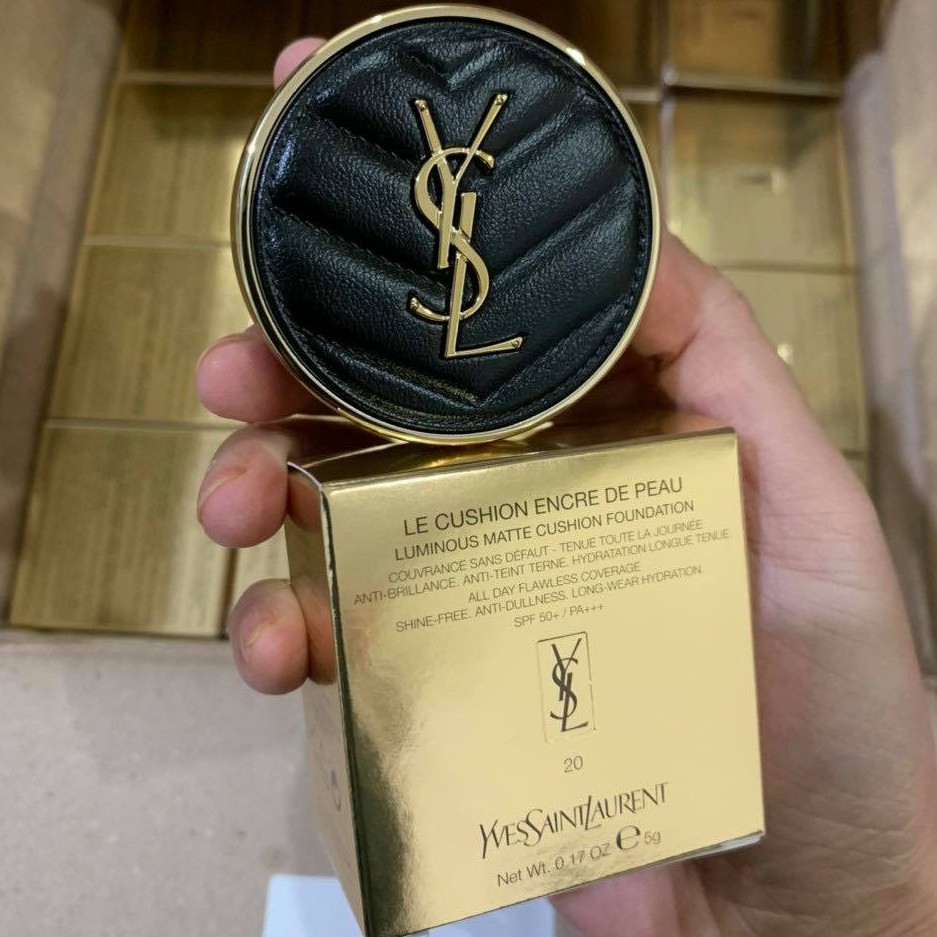 YSL
LE CUSHION ENCRE DE PEAU
LUMINOUS MATTE CUSHION FOUNDATION
COUVRANCE SANS DÉFAUT - TENUE TOUTE LA JOURNÉE
ANTI-BRILLANCE. ANTI-TEINT TERNE. HYDRATATION LONGUE TENUE.
ALL DAY FLAWLESS COVERAGE
SHINE-FREE. ANTI-DULLNESS. LONG-WEAR HYDRATION.
SPF 50+ / PA+++
YSL
20
YVESSAINTLAURENT
Net Wt. 0.17 OZ ℮ 5g